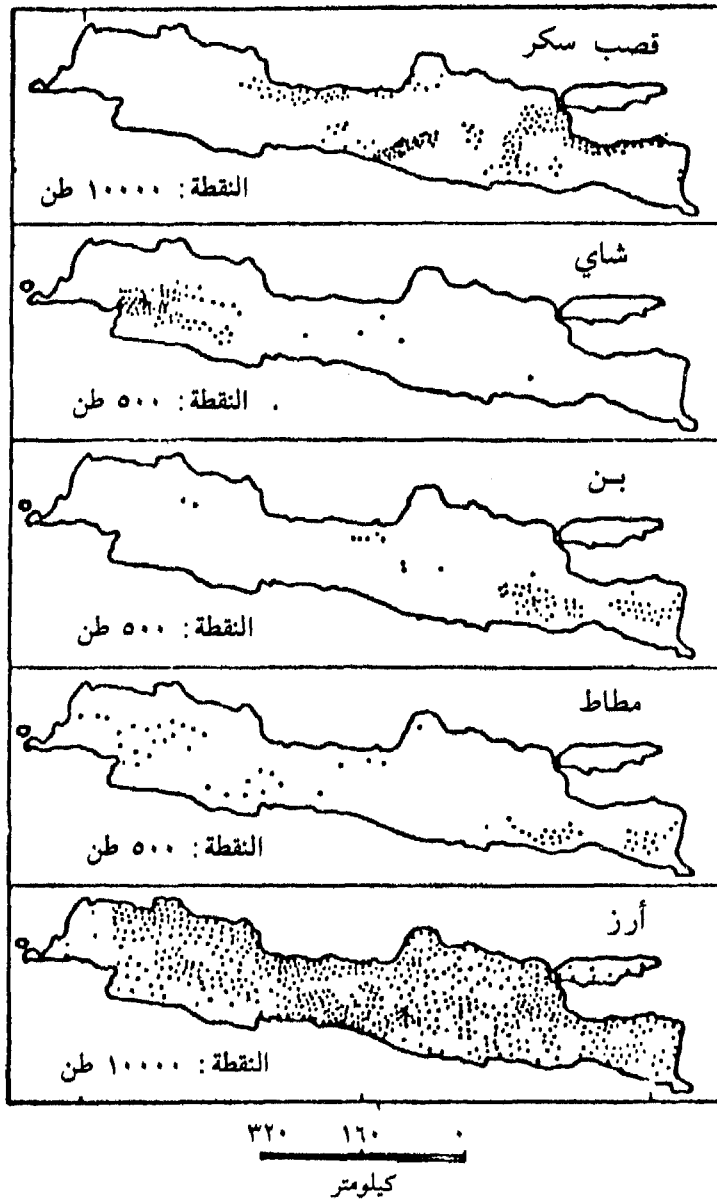 قصب سكر
النقطة: ١٠٠٠٠ طن
شاي
النقطة: ٥٠٠ طن
بـن
النقطة: ٥٠٠ طن
مطاط
النقطة: ٥٠٠ طن
أرز
النقطة: ١٠٠٠٠ طن
٣٢٠ ١٦٠ ٠
كيلومتر